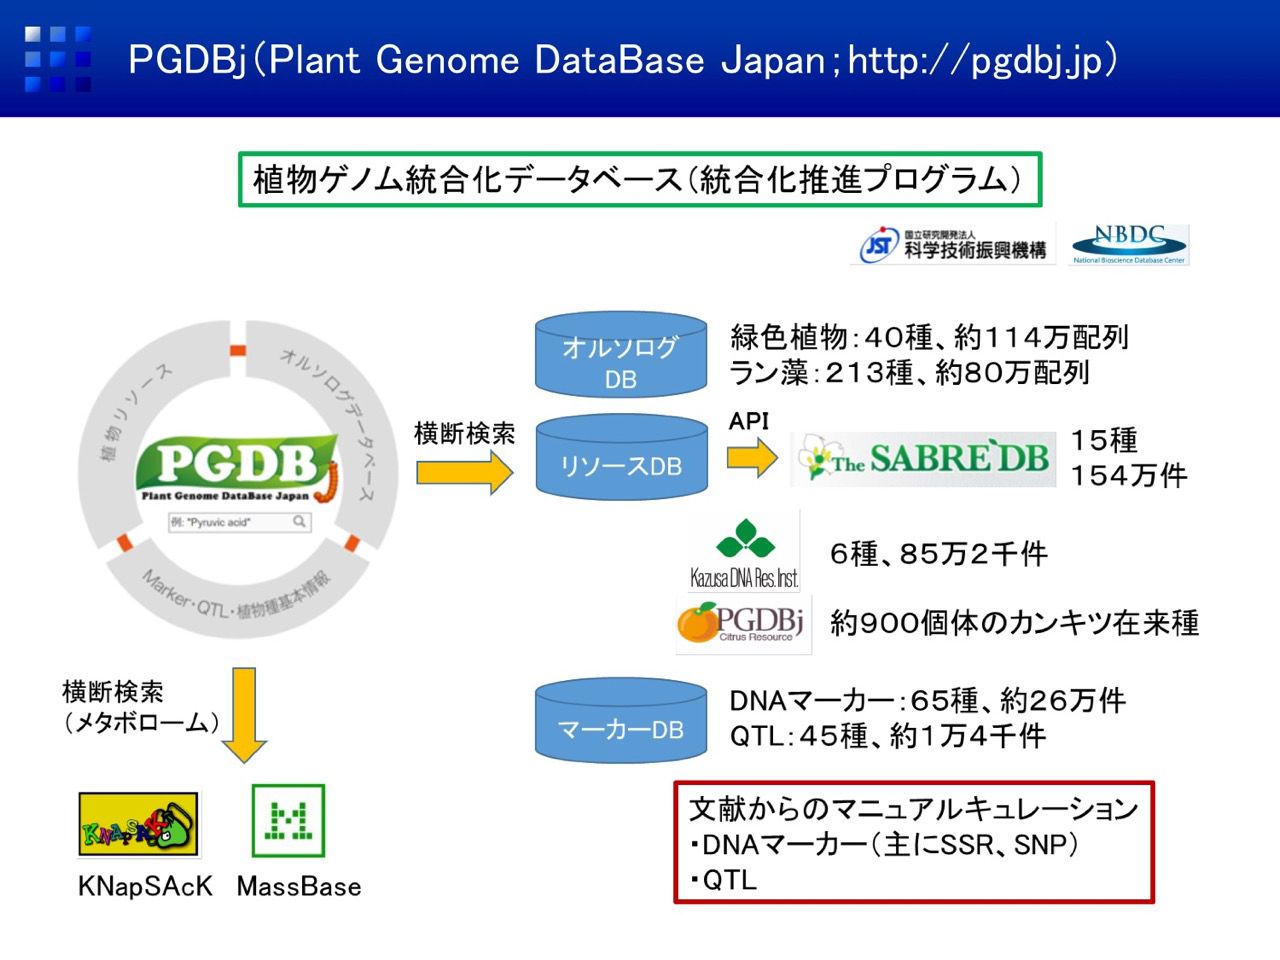 PGDBj（Plant Genome DataBase Japan；http://pgdbj.jp）
植物ゲノム統合化データベース（統合化推進プログラム）
JST
国立研究開発法人
科学技術振興機構
NBDC
National Bioscience Database Center
植物リソース
オルソログデータベース
PGDBj
Plant Genome DataBase Japan
例: "Pyruvic acid"
Marker・QTL・植物種基本情報
横断検索
オルソログ
DB
緑色植物：４０種、約１１４万配列
ラン藻：２１３種、約８０万配列
リソースDB
API
The SABRE DB
１５種
１５４万件
Kazusa DNA Res. Inst.
６種、８５万２千件
PGDBj
Citrus Resource
約９００個体のカンキツ在来種
横断検索
（メタボローム）
KNApSAcK
M
KNapSAcK
MassBase
マーカーDB
DNAマーカー：６５種、約２６万件
QTL：４５種、約１万４千件
文献からのマニュアルキュレーション
・DNAマーカー（主にSSR、SNP）
・QTL